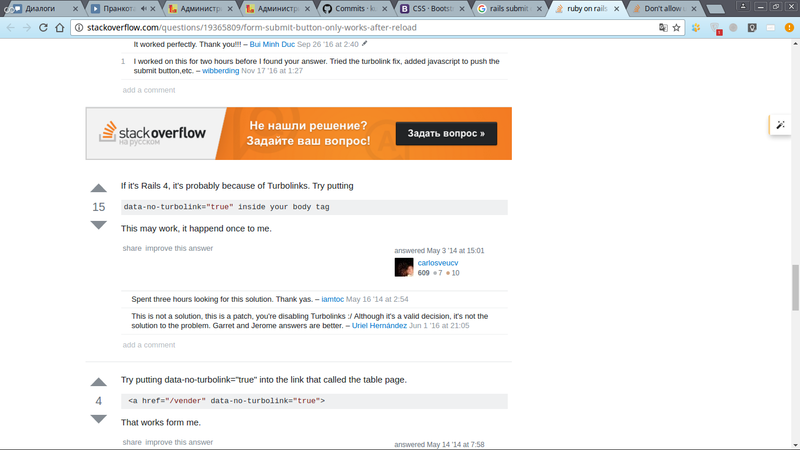 Диалоги
Пранкота
Администра
Администра
Commits · k
CSS · Bootst
rails submit
ruby on rails
Don't allow u
stackoverflow.com/questions/19365809/form-submit-button-only-works-after-reload
It worked perfectly. Thank you!!! – Bui Minh Duc Sep 26 '16 at 2:40
1 I worked on this for two hours before I found your answer. Tried the turbolink fix, added javascript to push the
submit button,etc. – wibberding Nov 17 '16 at 1:27
add a comment
stackoverflow
на русском
Не нашли решение?
Задайте ваш вопрос!
Задать вопрос »
If it's Rails 4, it's probably because of Turbolinks. Try putting
15
data-no-turbolink="true" inside your body tag
This may work, it happend once to me.
share improve this answer
answered May 3 '14 at 15:01
carlosveucv
609 7 10
Spent three hours looking for this solution. Thank yas. – iamtoc May 16 '14 at 2:54
This is not a solution, this is a patch, you're disabling Turbolinks :/ Although it's a valid decision, it's not the
solution to the problem. Garret and Jerome answers are better. – Uriel Hernández Jun 1 '16 at 21:05
add a comment
Try putting data-no-turbolink="true" into the link that called the table page.
4
<a href="/vender" data-no-turbolink="true">
That works form me.
share improve this answer
answered May 14 '14 at 7:58